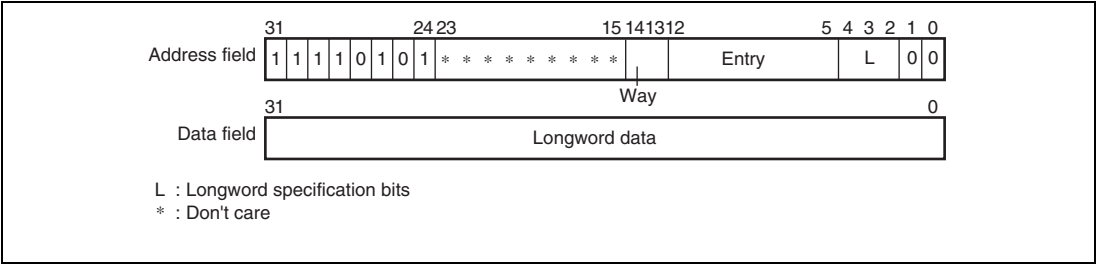 31 24 23 15 14 13 12 5 4 3 2 1 0
Address field 1 1 1 1 0 1 0 1 * * * * * * * * * Entry L 0 0
Way
31 0
Data field Longword data
L : Longword specification bits
* : Don't care